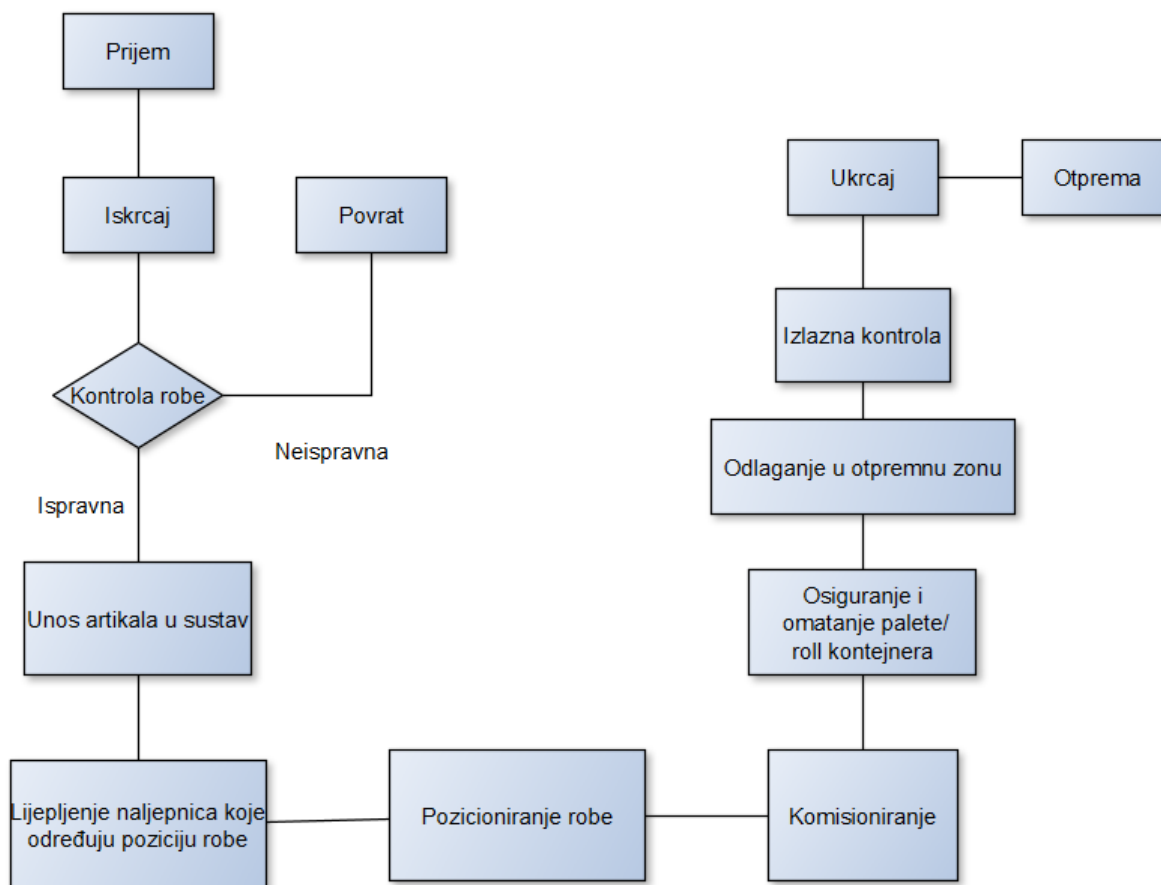 Prijem
Iskrcaj
Povrat
Kontrola robe
Neispravna
Ispravna
Unos artikala u sustav
Lijepljenje naljepnica koje
određuju poziciju robe
Pozicioniranje robe
Komisioniranje
Osiguranje i
omatanje palete/
roll kontejnera
Odlaganje u otpremnu zonu
Izlazna kontrola
Ukrcaj
Otprema